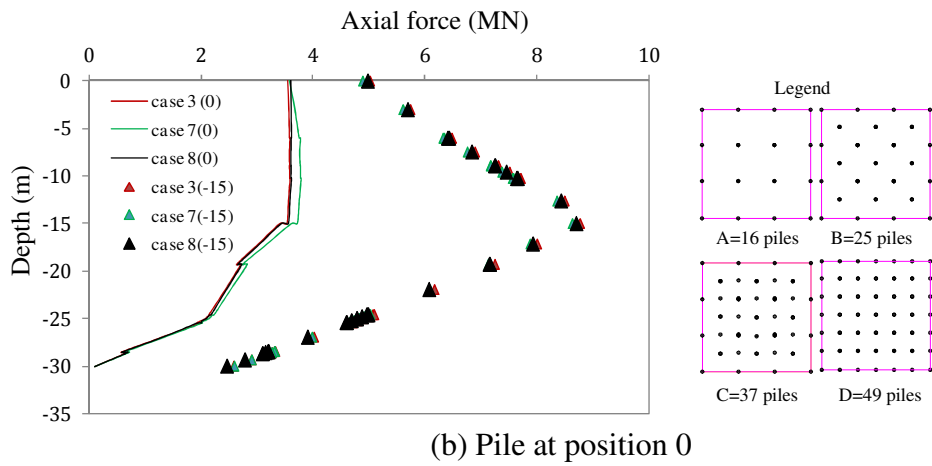 Axial force (MN)
0 2 4 6 8 10
0
-5
-10
-15
-20
-25
-30
-35
Depth (m)
case 3 (0)
case 7 (0)
case 8 (0)
case 3(-15)
case 7(-15)
case 8(-15)
Legend
A=16 piles B=25 piles
C=37 piles D=49 piles
(b) Pile at position 0